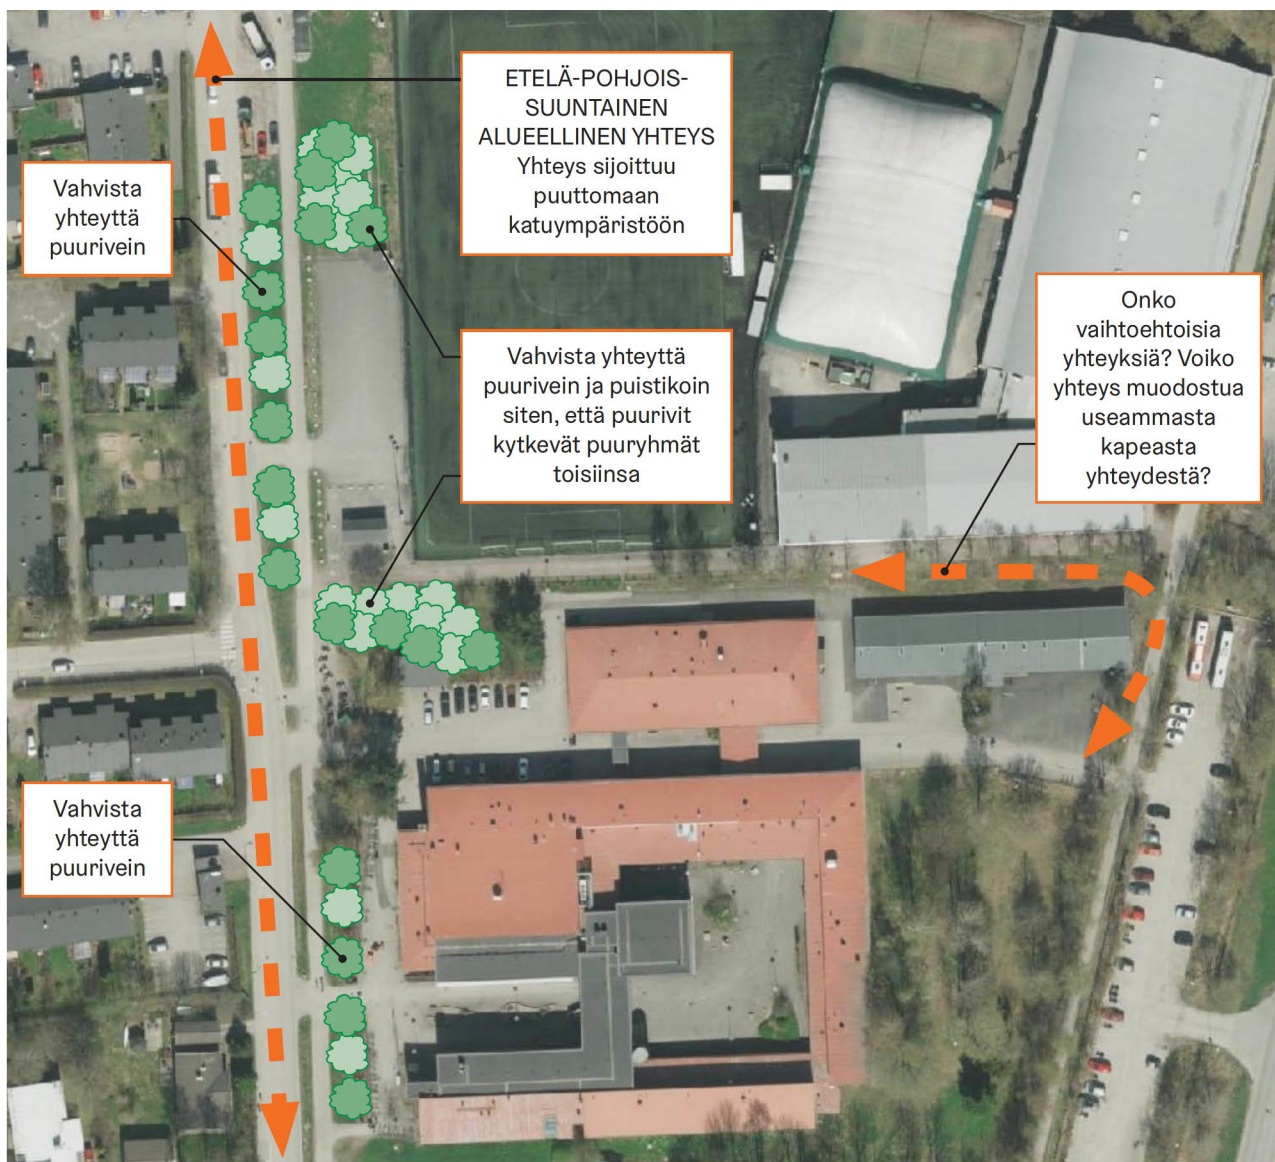 ETELÄ-POHJOIS-
SUUNTAINEN
ALUEELLINEN YHTEYS
Yhteys sijoittuu
puuttomaan
katuympäristöön
Vahvista
yhteyttä
puurivein
Onko
vaihtoehtoisia
yhteyksiä? Voiko
yhteys muodostua
useammasta
kapeasta
yhteydestä?
Vahvista yhteyttä
puurivein ja puistikoin
siten, että puurivit
kytkevät puuryhmät
toisiinsa
Vahvista
yhteyttä
puurivein